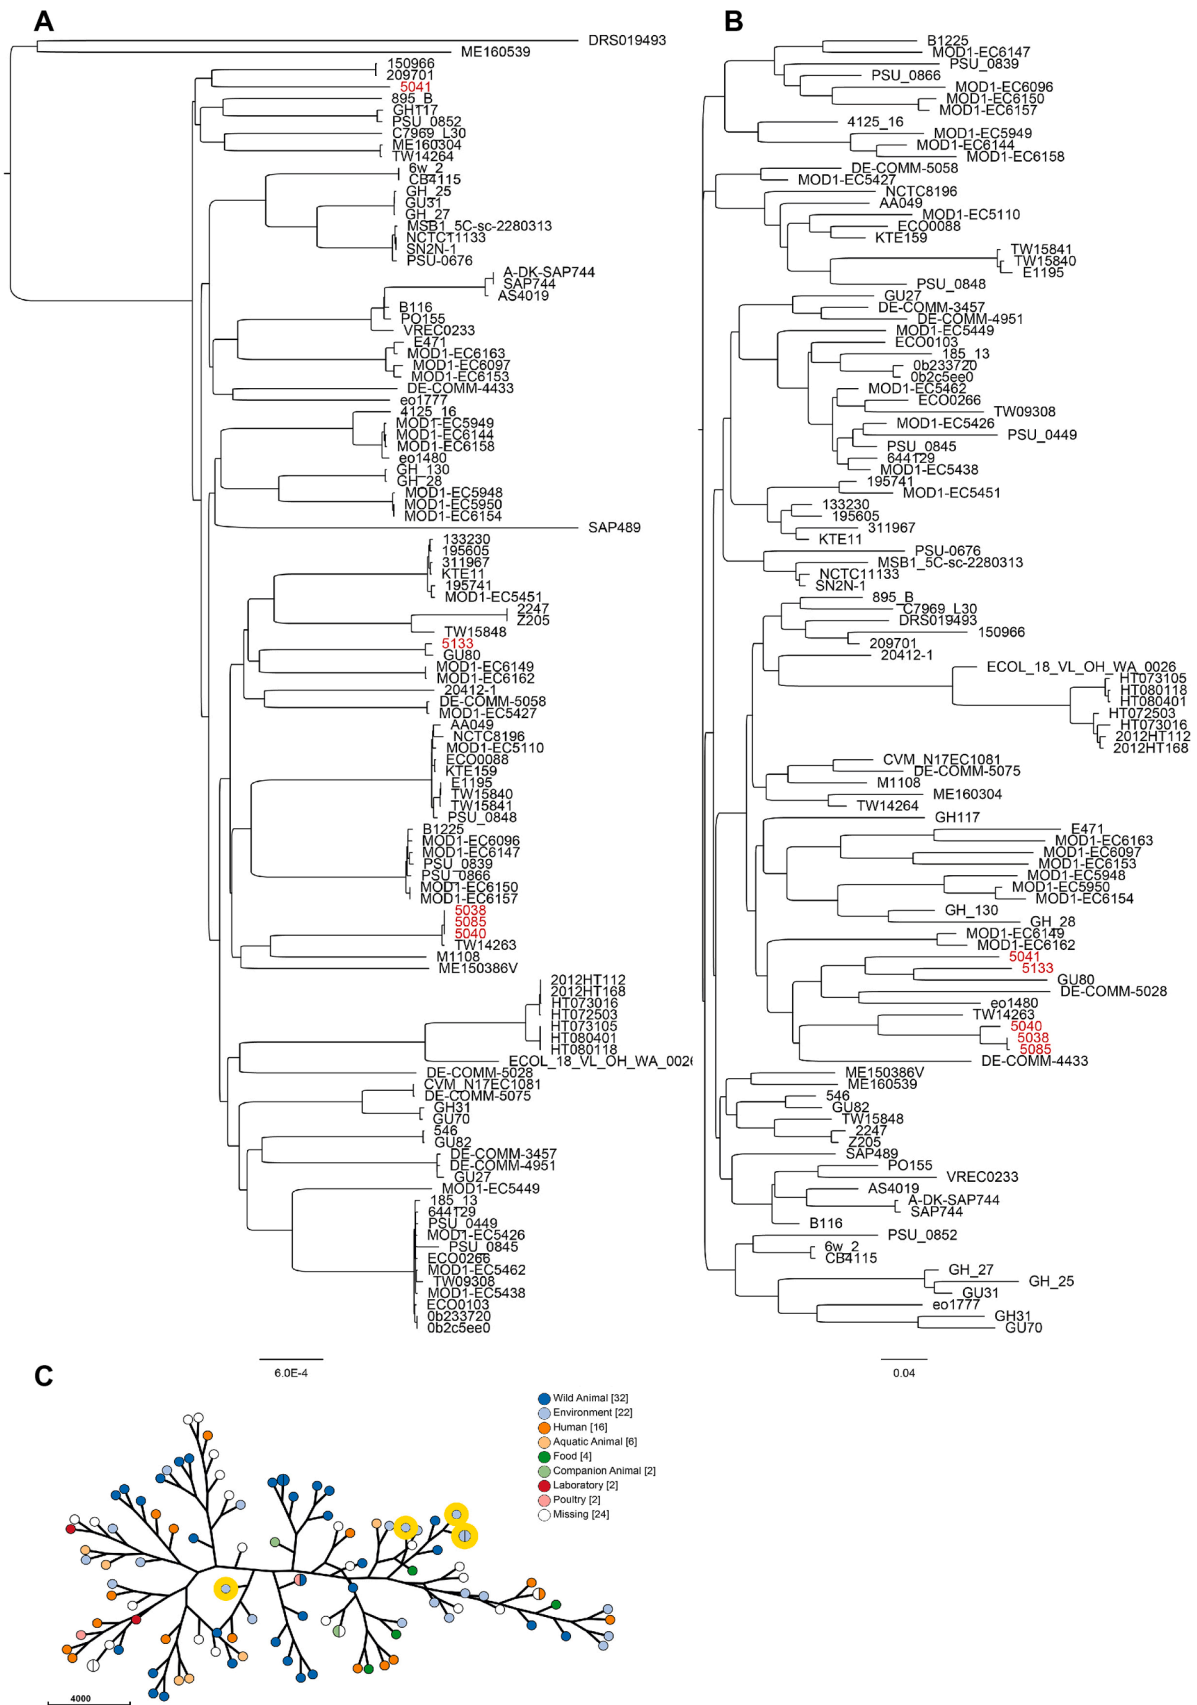 A
DRS019493
ME160539
150966
209701
5041
895_B
GH117
PSU_0852
C7969_L30
ME160304
TW14264
6w_2
CB4115
GH_25
GU31
GH_27
MSB1_5C-sc-2280313
NCTC11133
SN2N-1
PSU-0676
A-DK-SAP744
SAP744
AS4019
B116
PO155
VREC0233
E471
MOD1-EC6163
MOD1-EC6097
MOD1-EC6153
DE-COMM-4433
eo1777
4125_16
MOD1-EC5949
MOD1-EC6144
MOD1-EC6158
eo1480
GH_130
GH_28
MOD1-EC5948
MOD1-EC5950
MOD1-EC6154
SAP489
133230
195605
311967
KTE11
195741
MOD1-EC5451
2247
Z205
TW15848
5133
GU80
MOD1-EC6149
MOD1-EC6162
20412-1
DE-COMM-5058
MOD1-EC5427
AA049
NCTC8196
MOD1-EC5110
ECO0088
KTE159
E1195
TW15840
TW15841
PSU_0848
B1225
MOD1-EC6096
MOD1-EC6147
PSU_0839
PSU_0866
MOD1-EC6150
MOD1-EC6157
5038
5085
5040
TW14263
M1108
ME150386V
2012HT112
2012HT168
HT073016
HT072503
HT073105
HT080401
HT080118
ECOL_18_VL_OH_WA_0026
DE-COMM-5028
CVM_N17EC1081
DE-COMM-5075
GH31
GU70
546
GU82
DE-COMM-3457
DE-COMM-4951
GU27
MOD1-EC5449
185_13
644129
PSU_0449
MOD1-EC5426
PSU_0845
ECO0266
MOD1-EC5462
TW09308
MOD1-EC5438
ECO0103
0b233720
0b2c5ee0
6.0E-4
B
B1225
MOD1-EC6147
PSU_0839
PSU_0866
MOD1-EC6096
MOD1-EC6150
MOD1-EC6157
4125_16
MOD1-EC5949
MOD1-EC6144
MOD1-EC6158
DE-COMM-5058
MOD1-EC5427
NCTC8196
AA049
MOD1-EC5110
ECO0088
KTE159
TW15841
TW15840
E1195
PSU_0848
GU27
DE-COMM-3457
DE-COMM-4951
MOD1-EC5449
ECO0103
185_13
0b233720
0b2c5ee0
MOD1-EC5462
ECO0266
TW09308
MOD1-EC5426
PSU_0449
PSU_0845
644129
MOD1-EC5438
195741
MOD1-EC5451
133230
195605
311967
KTE11
PSU-0676
MSB1_5C-sc-2280313
NCTC11133
SN2N-1
895_B
C7969_L30
DRS019493
150966
209701
20412-1
ECOL_18_VL_OH_WA_0026
HT073105
HT080118
HT080401
HT072503
HT073016
2012HT112
2012HT168
CVM_N17EC1081
DE-COMM-5075
M1108
ME160304
TW14264
GH117
E471
MOD1-EC6163
MOD1-EC6097
MOD1-EC6153
MOD1-EC5948
MOD1-EC5950
MOD1-EC6154
GH_130
GH_28
MOD1-EC6149
MOD1-EC6162
5041
5133
GU80
DE-COMM-5028
eo1480
TW14263
5040
5038
5085
DE-COMM-4433
ME150386V
ME160539
546
GU82
TW15848
2247
Z205
SAP489
PO155
VREC0233
AS4019
A-DK-SAP744
SAP744
B116
PSU_0852
6w_2
CB4115
GH_27
GH_25
GU31
eo1777
GH31
GU70
0.04
C
Wild Animal [32]
Environment [22]
Human [16]
Aquatic Animal [6]
Food [4]
Companion Animal [2]
Laboratory [2]
Poultry [2]
Missing [24]
4000